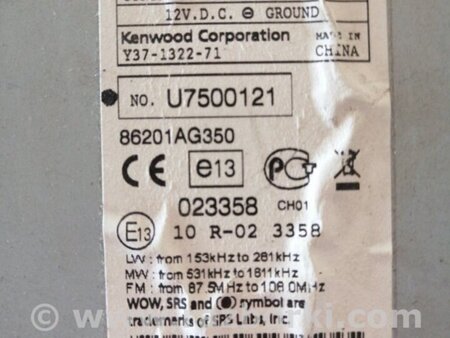 12V.D.C. ⊖ GROUND
Kenwood Corporation MADE IN
Y37-1322-71 CHINA
NO. U7500121
86201AG350
CE e13 PCT
023358 CH01
E13 10 R-02 3358
LW : from 153kHz to 281kHz
MW : from 531kHz to 1811kHz
FM : from 87.5MHz to 108.0MHz
WOW, SRS and (●) symbol are
trademarks of SRS Labs, Inc.